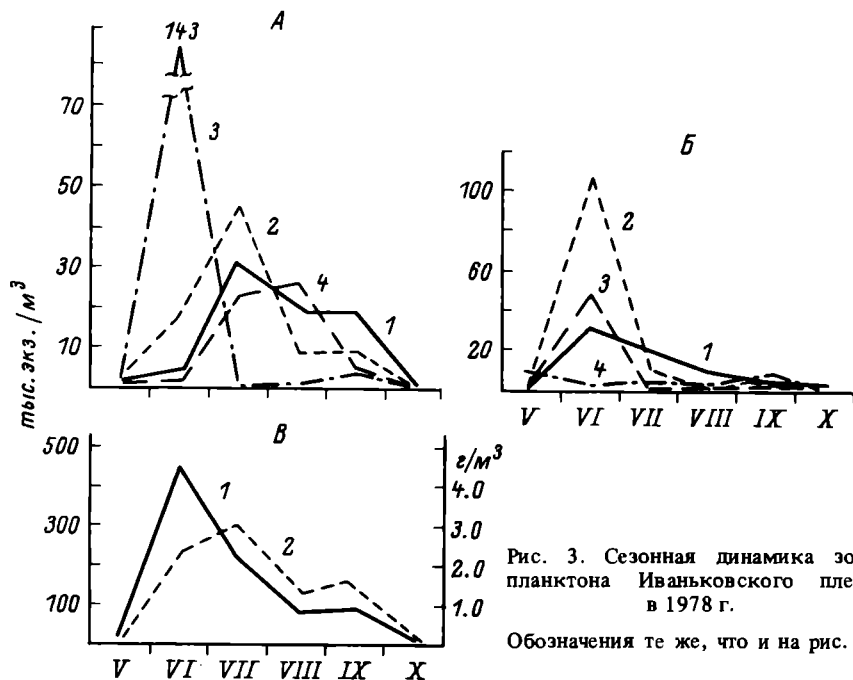 А
143
70
50
30
10
тыс. экз./м³
3
2
4
1
Б
100
60
20
2
3
1
4
V VI VII VIII IX X
В
500
300
100
г/м³
4.0
3.0
2.0
1.0
1
2
V VI VII VIII IX X
Рис. 3. Сезонная динамика зо
планктона Иваньковского пле
в 1978 г.
Обозначения те же, что и на рис.